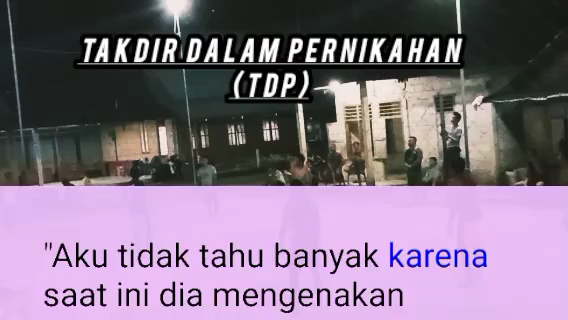 TAKDIR DALAM PERNIKAHAN
(TDP)
"Aku tidak tahu banyak karena
saat ini dia mengenakan